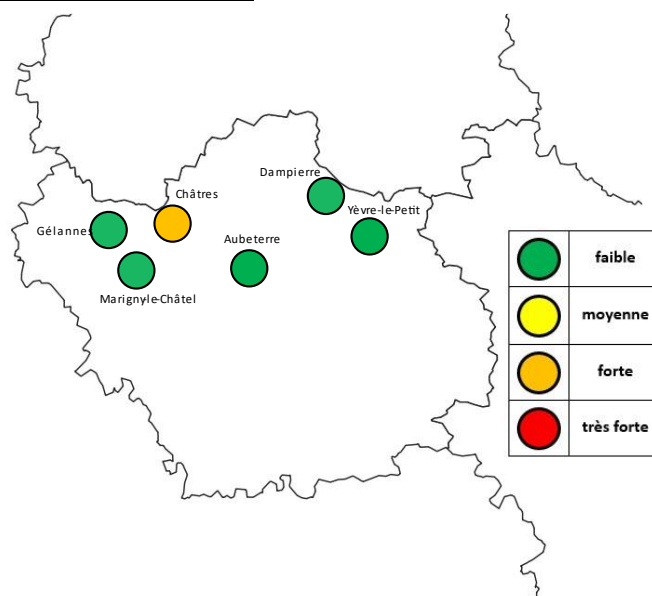 Dampierre
Châtres
Yèvre-le-Petit
Gélannes
Aubeterre
Marignyle-Châtel
faible
moyenne
forte
très forte